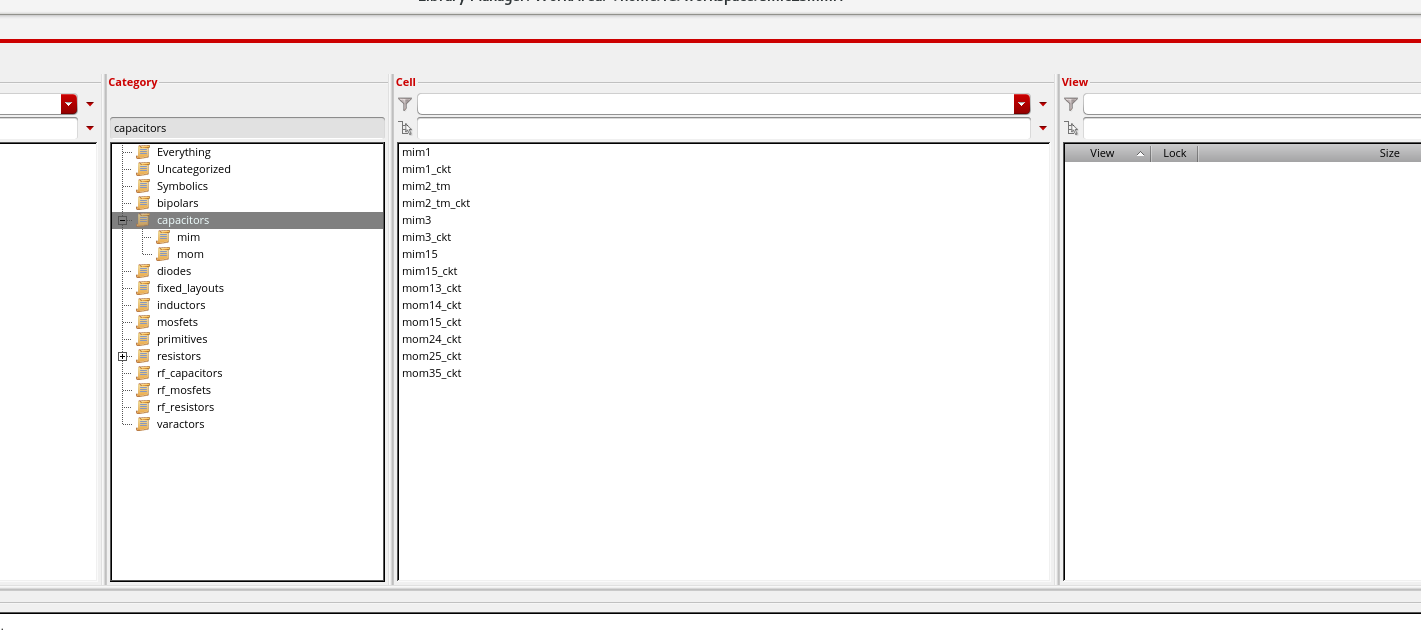 Category
Cell
View
capacitors
Everything
Uncategorized
Symbolics
bipolars
capacitors
mim
mom
diodes
fixed_layouts
inductors
mosfets
primitives
resistors
rf_capacitors
rf_mosfets
rf_resistors
varactors
mim1
mim1_ckt
mim2_tm
mim2_tm_ckt
mim3
mim3_ckt
mim15
mim15_ckt
mom13_ckt
mom14_ckt
mom15_ckt
mom24_ckt
mom25_ckt
mom35_ckt
View Lock Size